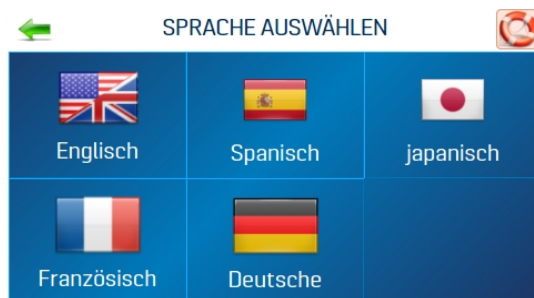 SPRACHE AUSWÄHLEN
Englisch
Spanisch
japanisch
Französisch
Deutsche